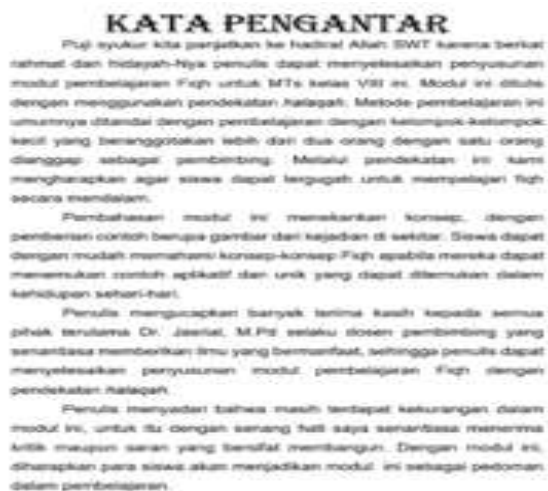 KATA PENGANTAR
Puji syukur kita panjatkan ke hadirat Allah SWT karena berkat
rahmat dan hidayah-Nya penulis dapat menyelesaikan penyusunan
modul pembelajaran Fiqh untuk MTs kelas VIII ini. Modul ini ditulis
dengan menggunakan pendekatan halaqah. Metode pembelajaran ini
umumnya ditandai dengan pembelajaran dengan kelompok-kelompok
kecil yang beranggotakan lebih dari dua orang dengan satu orang
dianggap sebagai pembimbing. Melalui pendekatan ini kami
mengharapkan agar siswa dapat tergugah untuk mempelajari fiqh
secara mendalam.
Pembahasan modul ini menekankan konsep, dengan
pemberian contoh berupa gambar dan kejadian di sekitar. Siswa dapat
dengan mudah memahami konsep-konsep Fiqh apabila mereka dapat
menemukan contoh aplikatif dan unik yang dapat ditemukan dalam
kehidupan sehari-hari.
Penulis mengucapkan banyak terima kasih kepada semua
pihak terutama Dr. M.Pd selaku dosen pembimbing yang
senantiasa memberikan ilmu yang bermanfaat, sehingga penulis dapat
menyelesaikan penyusunan modul pembelajaran Fiqh dengan
pendekatan halaqah.
Penulis menyadari bahwa masih terdapat kekurangan dalam
modul ini, untuk itu dengan senang hati saya senantiasa menerima
kritik maupun saran yang bersifat membangun. Dengan modul ini,
diharapkan para siswa akan menjadikan modul ini sebagai pedoman
dalam pembelajaran.